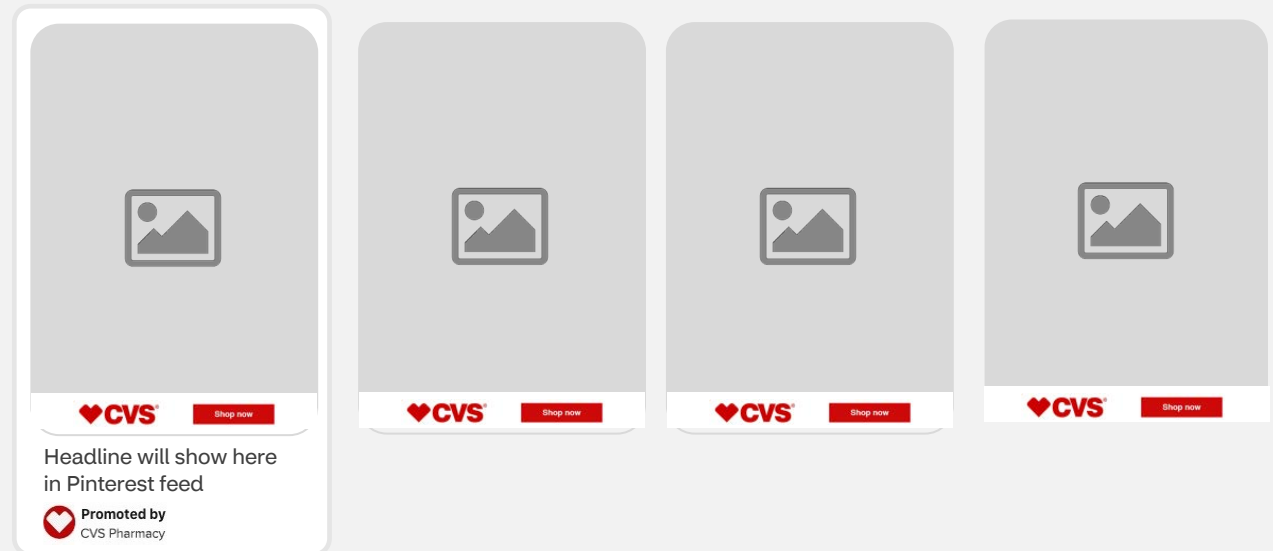 CVS®
Shop now
CVS®
Shop now
CVS®
Shop now
CVS®
Shop now
Headline will show here
in Pinterest feed
Promoted by
CVS Pharmacy